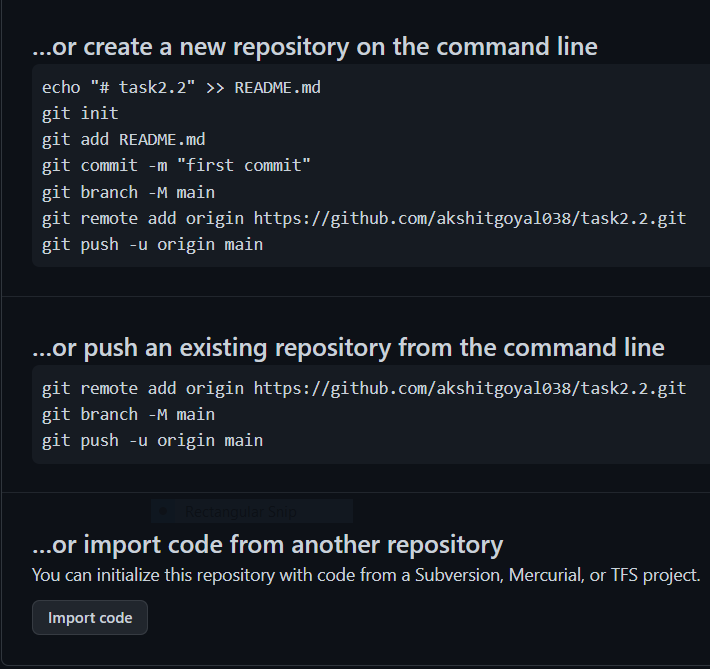 ...or create a new repository on the command line
echo "# task2.2" >> README.md
git init
git add README.md
git commit -m "first commit"
git branch -M main
git remote add origin https://github.com/akshitgoyal038/task2.2.git
git push -u origin main
...or push an existing repository from the command line
git remote add origin https://github.com/akshitgoyal038/task2.2.git
git branch -M main
git push -u origin main
Rectangular Snip
...or import code from another repository
You can initialize this repository with code from a Subversion, Mercurial, or TFS project.
Import code